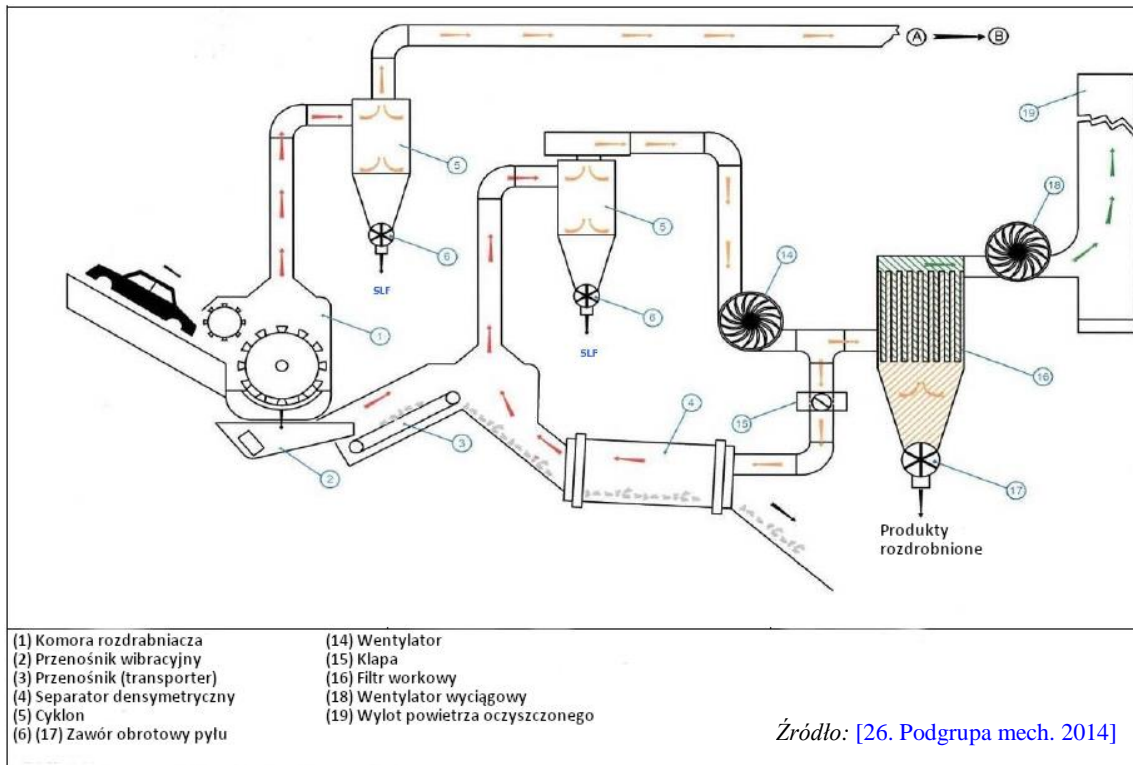 A B
19
5
18
5
14
6
SLF
1
6
SLF
16
4
15
3
2
17
Produkty
rozdrobnione
(1) Komora rozdrabniacza
(2) Przenośnik wibracyjny
(3) Przenośnik (transporter)
(4) Separator densymetryczny
(5) Cyklon
(6) (17) Zawór obrotowy pyłu
(14) Wentylator
(15) Klapa
(16) Filtr workowy
(18) Wentylator wyciągowy
(19) Wylot powietrza oczyszczonego
Źródło: [26. Podgrupa mech. 2014]